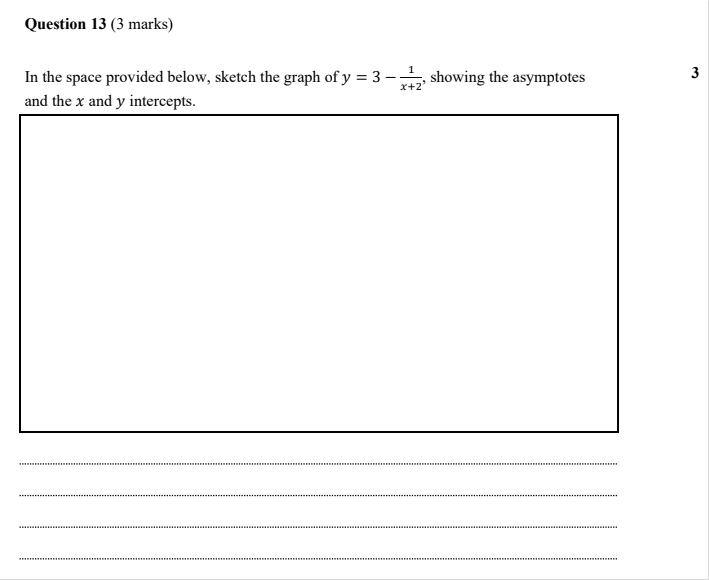 Question 13 (3 marks)
In the space provided below, sketch the graph of y = 3 − 1/(x+2), showing the asymptotes 3
and the x and y intercepts.